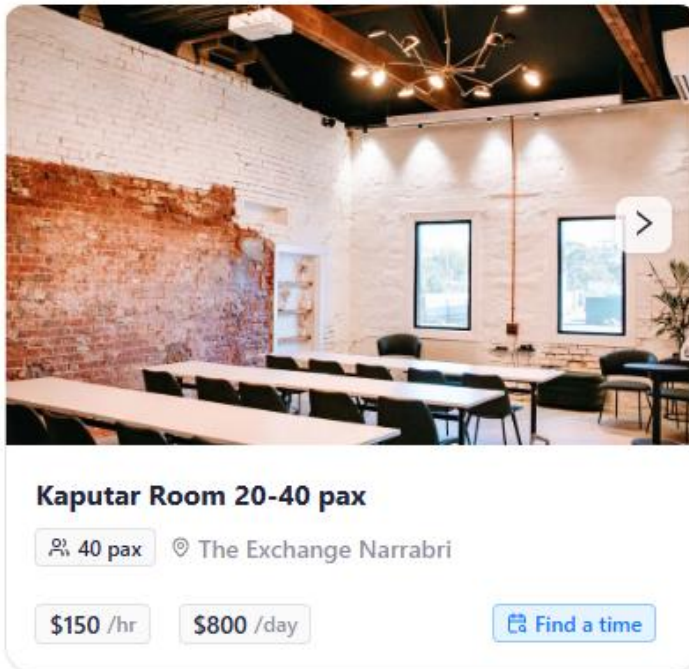 Kaputar Room 20-40 pax
40 pax
The Exchange Narrabri
$150 /hr
$800 /day
Find a time